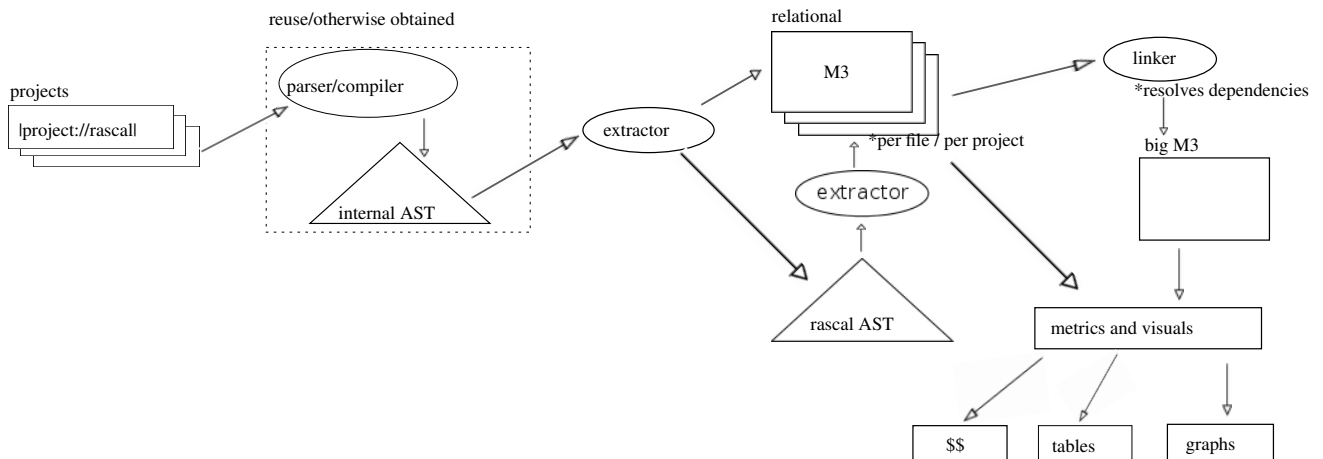 reuse/otherwise obtained
relational
projects
|project://rascal|
parser/compiler
internal AST
extractor
M3
*per file / per project
extractor
rascal AST
linker
*resolves dependencies
big M3
metrics and visuals
$$
tables
graphs